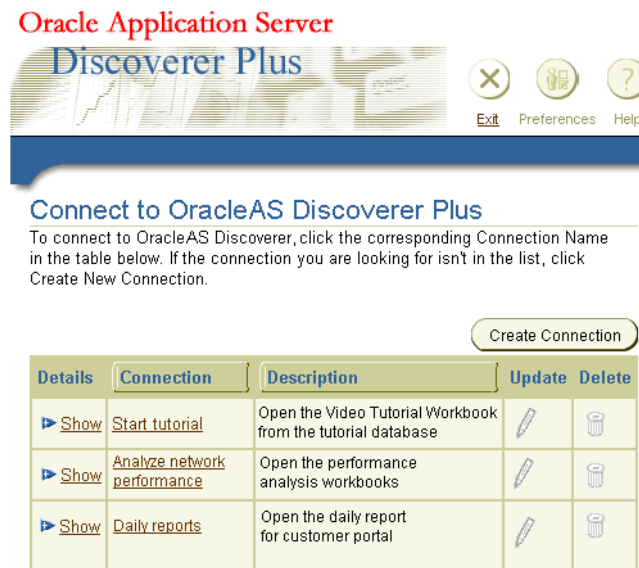 Oracle Application Server
Discoverer Plus
Exit Preferences Help
Connect to OracleAS Discoverer Plus
To connect to OracleAS Discoverer, click the corresponding Connection Name
in the table below. If the connection you are looking for isn't in the list, click
Create New Connection.
Create Connection
Details Connection Description Update Delete
Show Start tutorial Open the Video Tutorial Workbook
from the tutorial database
Show Analyze network Open the performance
performance analysis workbooks
Show Daily reports Open the daily report
for customer portal